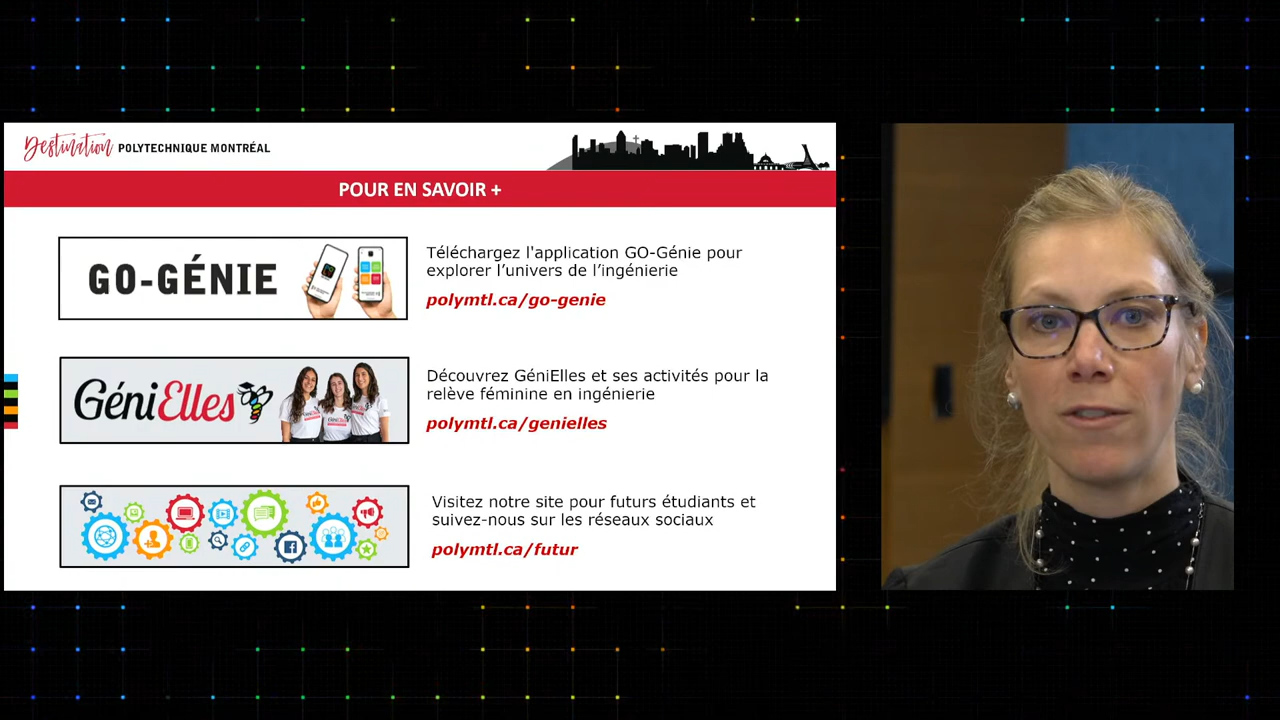 Destination POLYTECHNIQUE MONTRÉAL
POUR EN SAVOIR +
GO-GÉNIE
Téléchargez l'application GO-Génie pour
explorer l'univers de l'ingénierie
polymtl.ca/go-genie
GéniElles
Découvrez GéniElles et ses activités pour la
relève féminine en ingénierie
polymtl.ca/genielles
Visitez notre site pour futurs étudiants et
suivez-nous sur les réseaux sociaux
polymtl.ca/futur